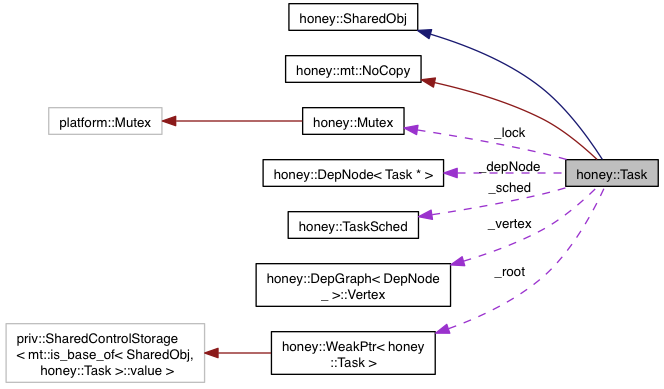 honey::SharedObj
honey::mt::NoCopy
platform::Mutex
honey::Mutex
_lock
honey::DepNode< Task * >
_depNode
honey::Task
_sched
honey::TaskSched
_vertex
honey::DepGraph< DepNode
_ >::Vertex
_root
priv::SharedControlStorage
< mt::is_base_of< SharedObj,
honey::Task >::value >
honey::WeakPtr< honey
::Task >